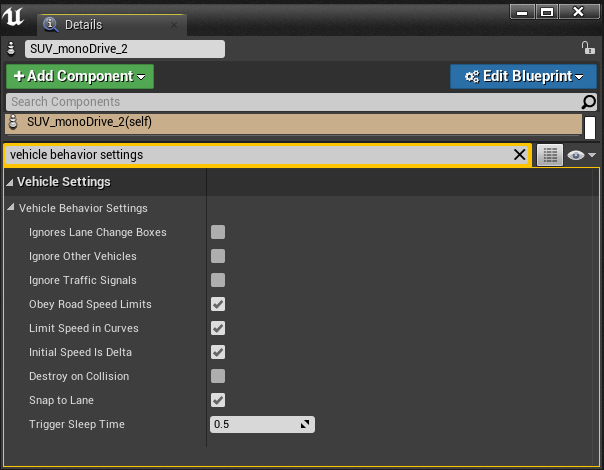 Details
SUV_monoDrive_2
+ Add Component
Edit Blueprint
Search Components
SUV_monoDrive_2(self)
vehicle behavior settings
Vehicle Settings
Vehicle Behavior Settings
Ignores Lane Change Boxes
Ignore Other Vehicles
Ignore Traffic Signals
Obey Road Speed Limits
Limit Speed in Curves
Initial Speed Is Delta
Destroy on Collision
Snap to Lane
Trigger Sleep Time 0.5